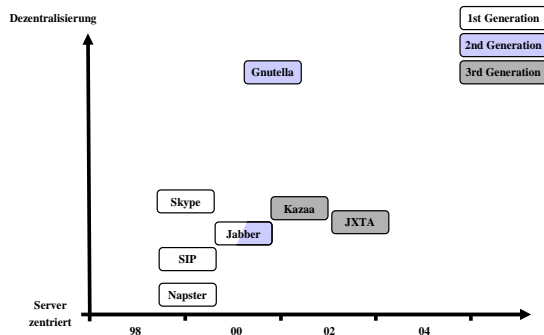 Dezentralisierung
1st Generation
2nd Generation
Gnutella
3rd Generation
Skype
Kazaa
JXTA
Jabber
SIP
Napster
Server
zentriert
98 00 02 04